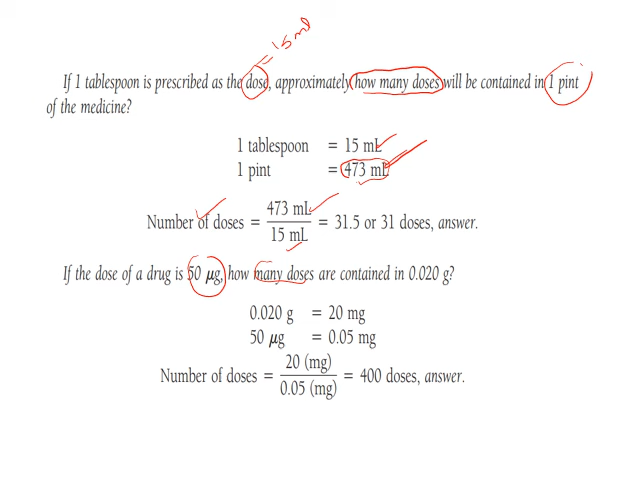 = 15 ml
If 1 tablespoon is prescribed as the dose, approximately how many doses will be contained in 1 pint
of the medicine?
1 tablespoon = 15 mL
1 pint = 473 mL
Number of doses = 473 mL / 15 mL = 31.5 or 31 doses, answer.
If the dose of a drug is 50 μg, how many doses are contained in 0.020 g?
0.020 g = 20 mg
50 μg = 0.05 mg
Number of doses = 20 (mg) / 0.05 (mg) = 400 doses, answer.